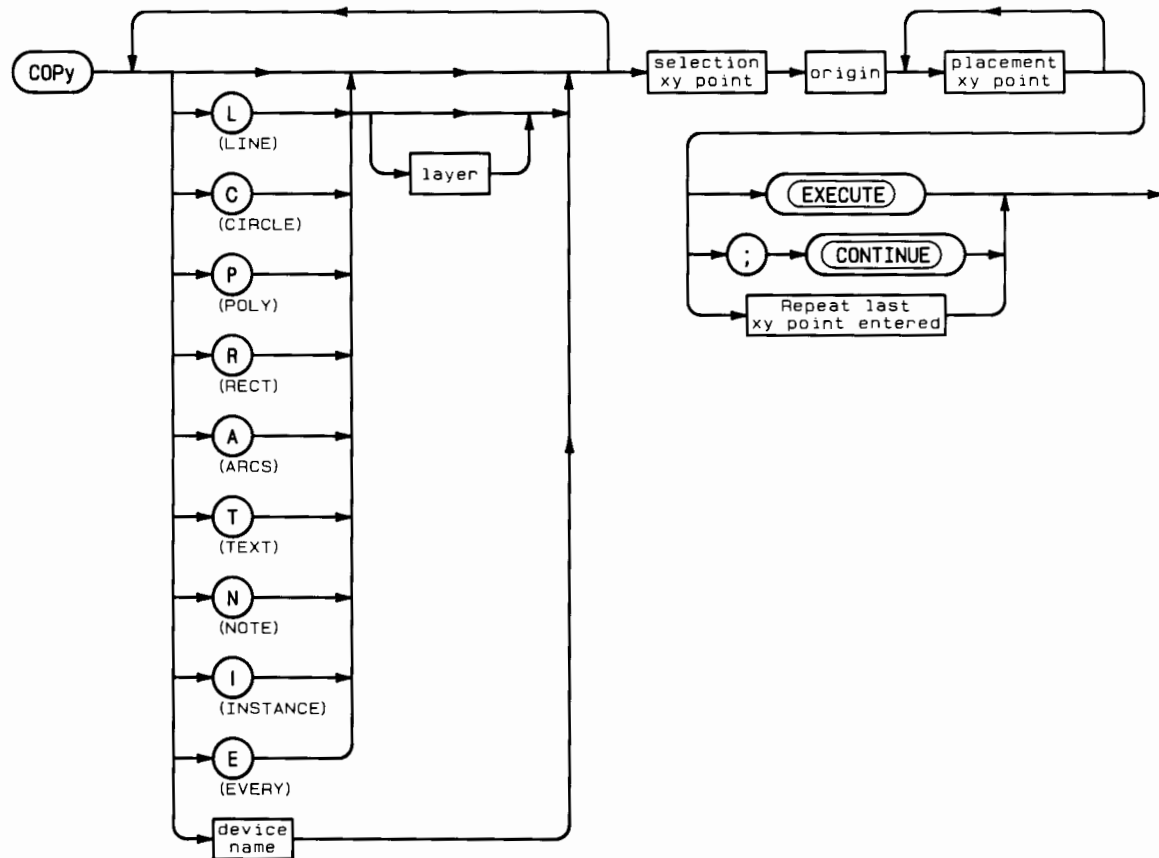 COPy
selection
xy point
origin
placement
xy point
L
(LINE)
layer
C
(CIRCLE)
P
(POLY)
R
(RECT)
A
(ARCS)
T
(TEXT)
N
(NOTE)
I
(INSTANCE)
E
(EVERY)
device
name
EXECUTE
;
CONTINUE
Repeat last
xy point entered